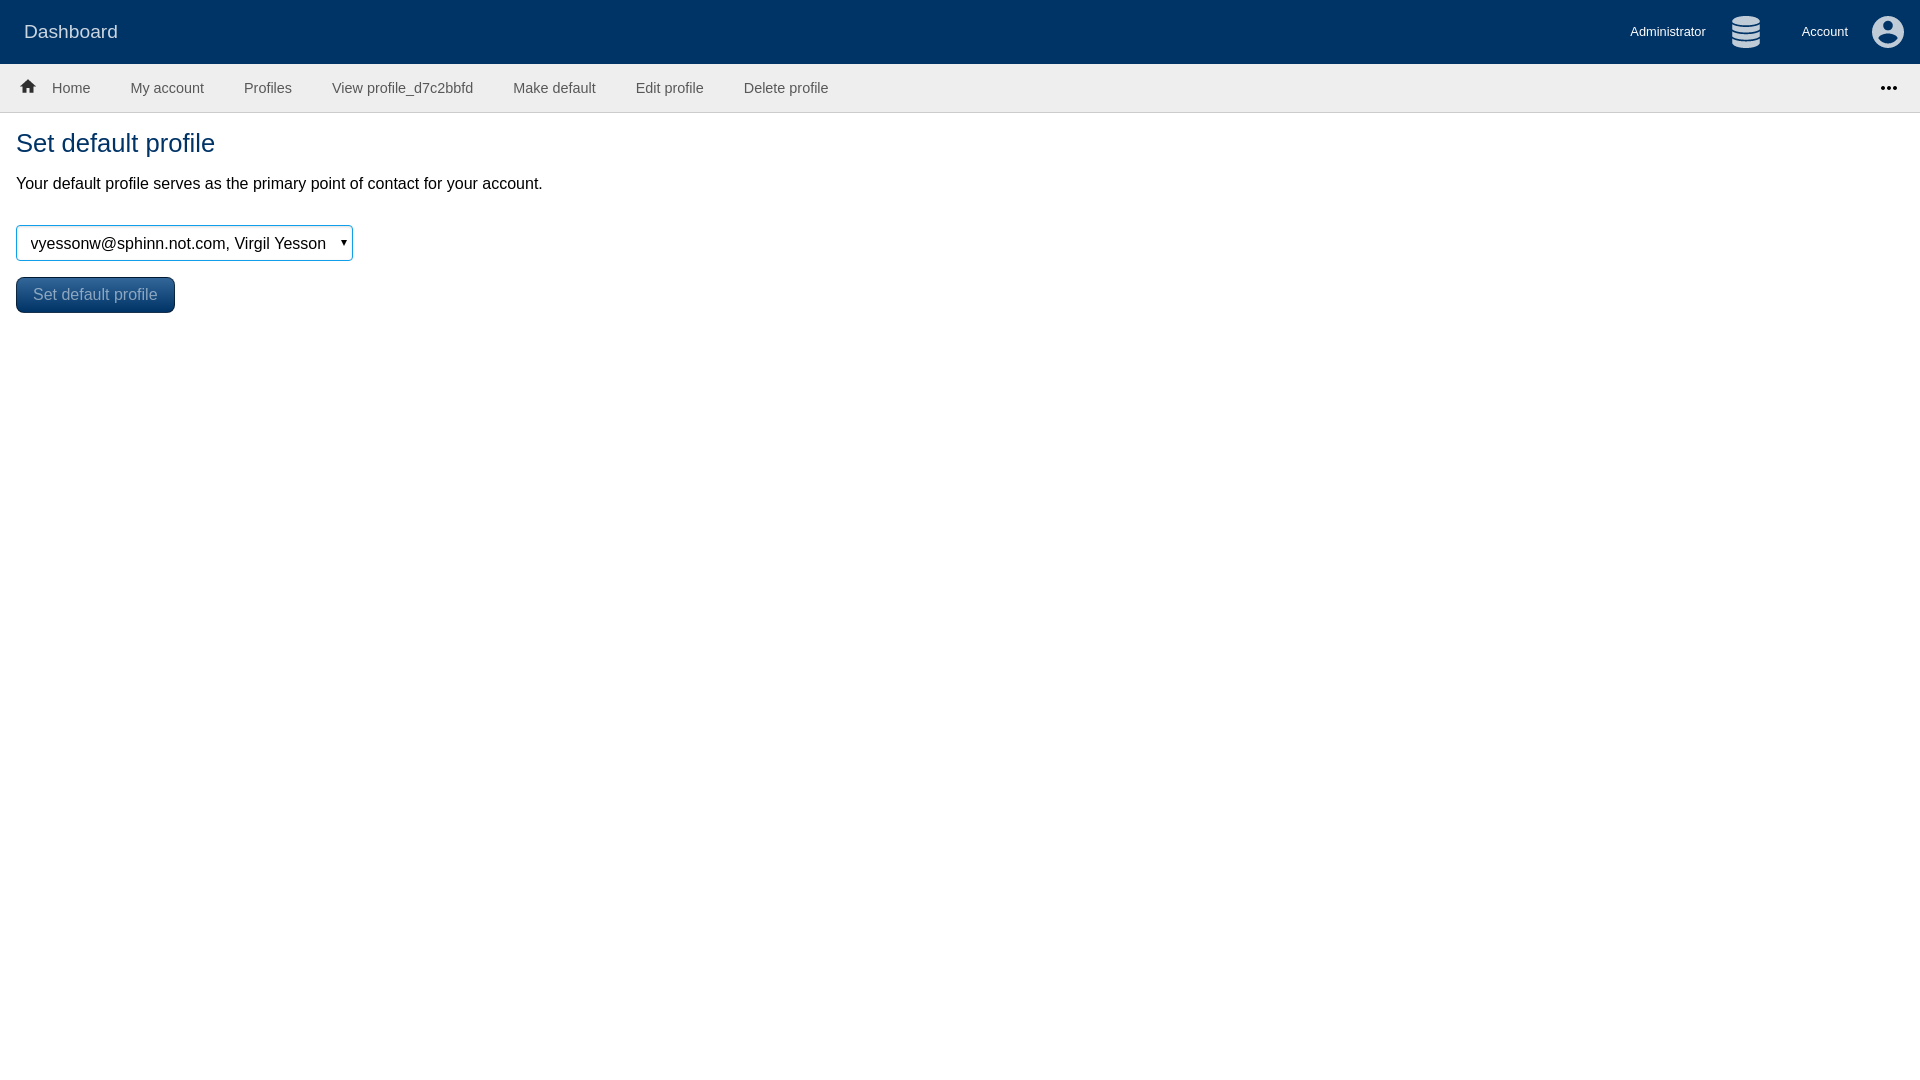 Dashboard
Administrator
Account
Home
My account
Profiles
View profile_d7c2bbfd
Make default
Edit profile
Delete profile
Set default profile
Your default profile serves as the primary point of contact for your account.
vyessonw@sphinn.not.com, Virgil Yesson
Set default profile